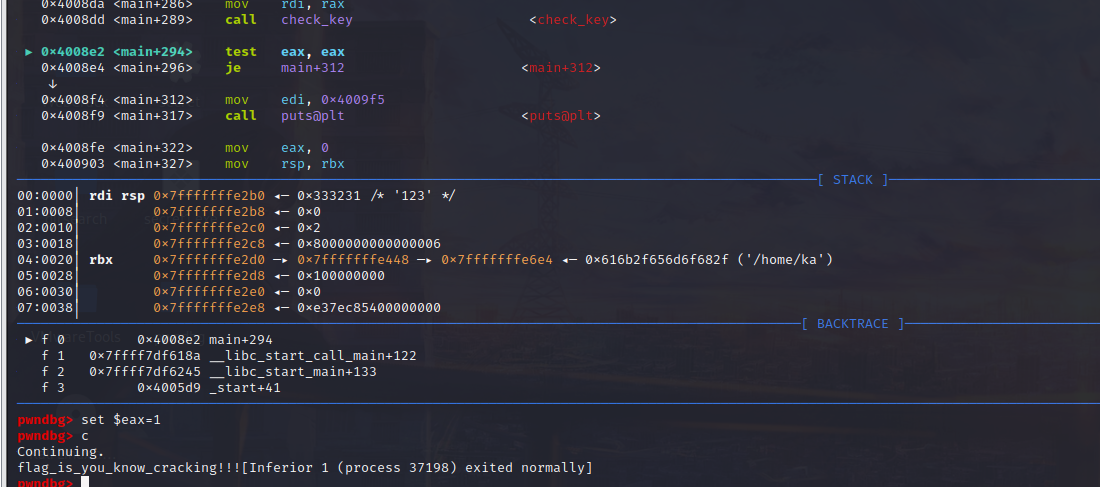 0×4008da <main+286> mov rdi, rax
0×4008dd <main+289> call check_key <check_key>
► 0×4008e2 <main+294> test eax, eax
0×4008e4 <main+296> je main+312 <main+312>
↓
0×4008f4 <main+312> mov edi, 0×4009f5
0×4008f9 <main+317> call puts@plt <puts@plt>
0×4008fe <main+322> mov eax, 0
0×400903 <main+327> mov rsp, rbx
[ STACK ]
00:0000│ rdi rsp 0×7fffffffe2b0 ◂— 0×333231 /* '123' */
01:0008│ 0×7fffffffe2b8 ◂— 0×0
02:0010│ 0×7fffffffe2c0 ◂— 0×2
03:0018│ 0×7fffffffe2c8 ◂— 0×8000000000000006
04:0020│ rbx 0×7fffffffe2d0 —▸ 0×7fffffffe448 —▸ 0×7fffffffe6e4 ◂— 0×616b2f656d6f682f ('/home/ka')
05:0028│ 0×7fffffffe2d8 ◂— 0×100000000
06:0030│ 0×7fffffffe2e0 ◂— 0×0
07:0038│ 0×7fffffffe2e8 ◂— 0×e37ec85400000000
[ BACKTRACE ]
► f 0 0×4008e2 main+294
f 1 0×7ffff7df618a __libc_start_call_main+122
f 2 0×7ffff7df6245 __libc_start_main+133
f 3 0×4005d9 _start+41
pwndbg> set $eax=1
pwndbg> c
Continuing.
flag_is_you_know_cracking!!![Inferior 1 (process 37198) exited normally]
pwndbg>